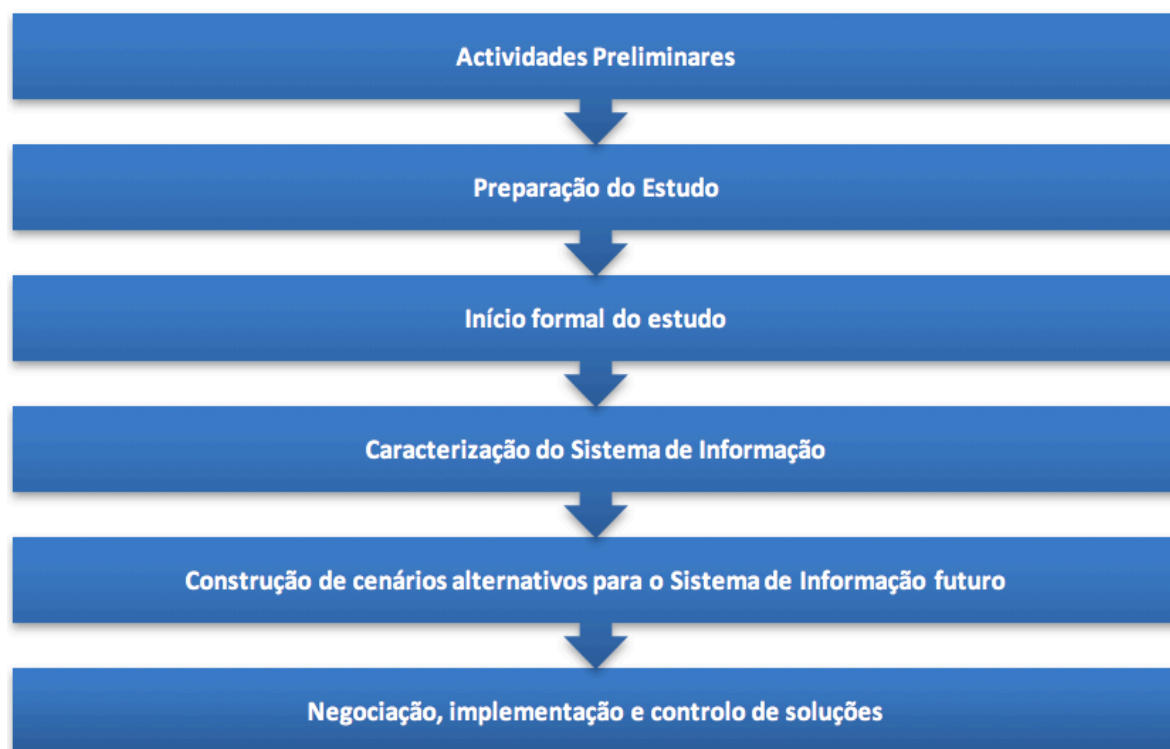 Actividades Preliminares
Preparação do Estudo
Início formal do estudo
Caracterização do Sistema de Informação
Construção de cenários alternativos para o Sistema de Informação futuro
Negociação, implementação e controlo de soluções